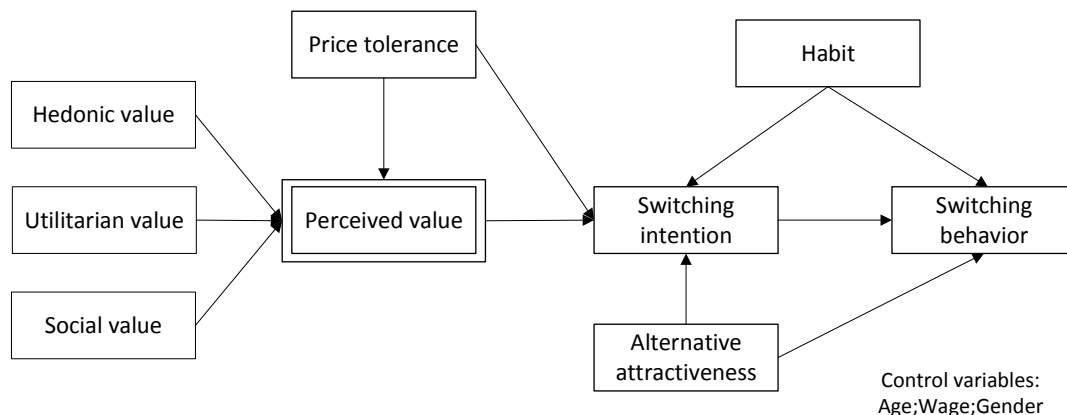 Price tolerance
Habit
Hedonic value
Utilitarian value
Perceived value
Switching
intention
Switching
behavior
Social value
Alternative
attractiveness
Control variables:
Age;Wage;Gender